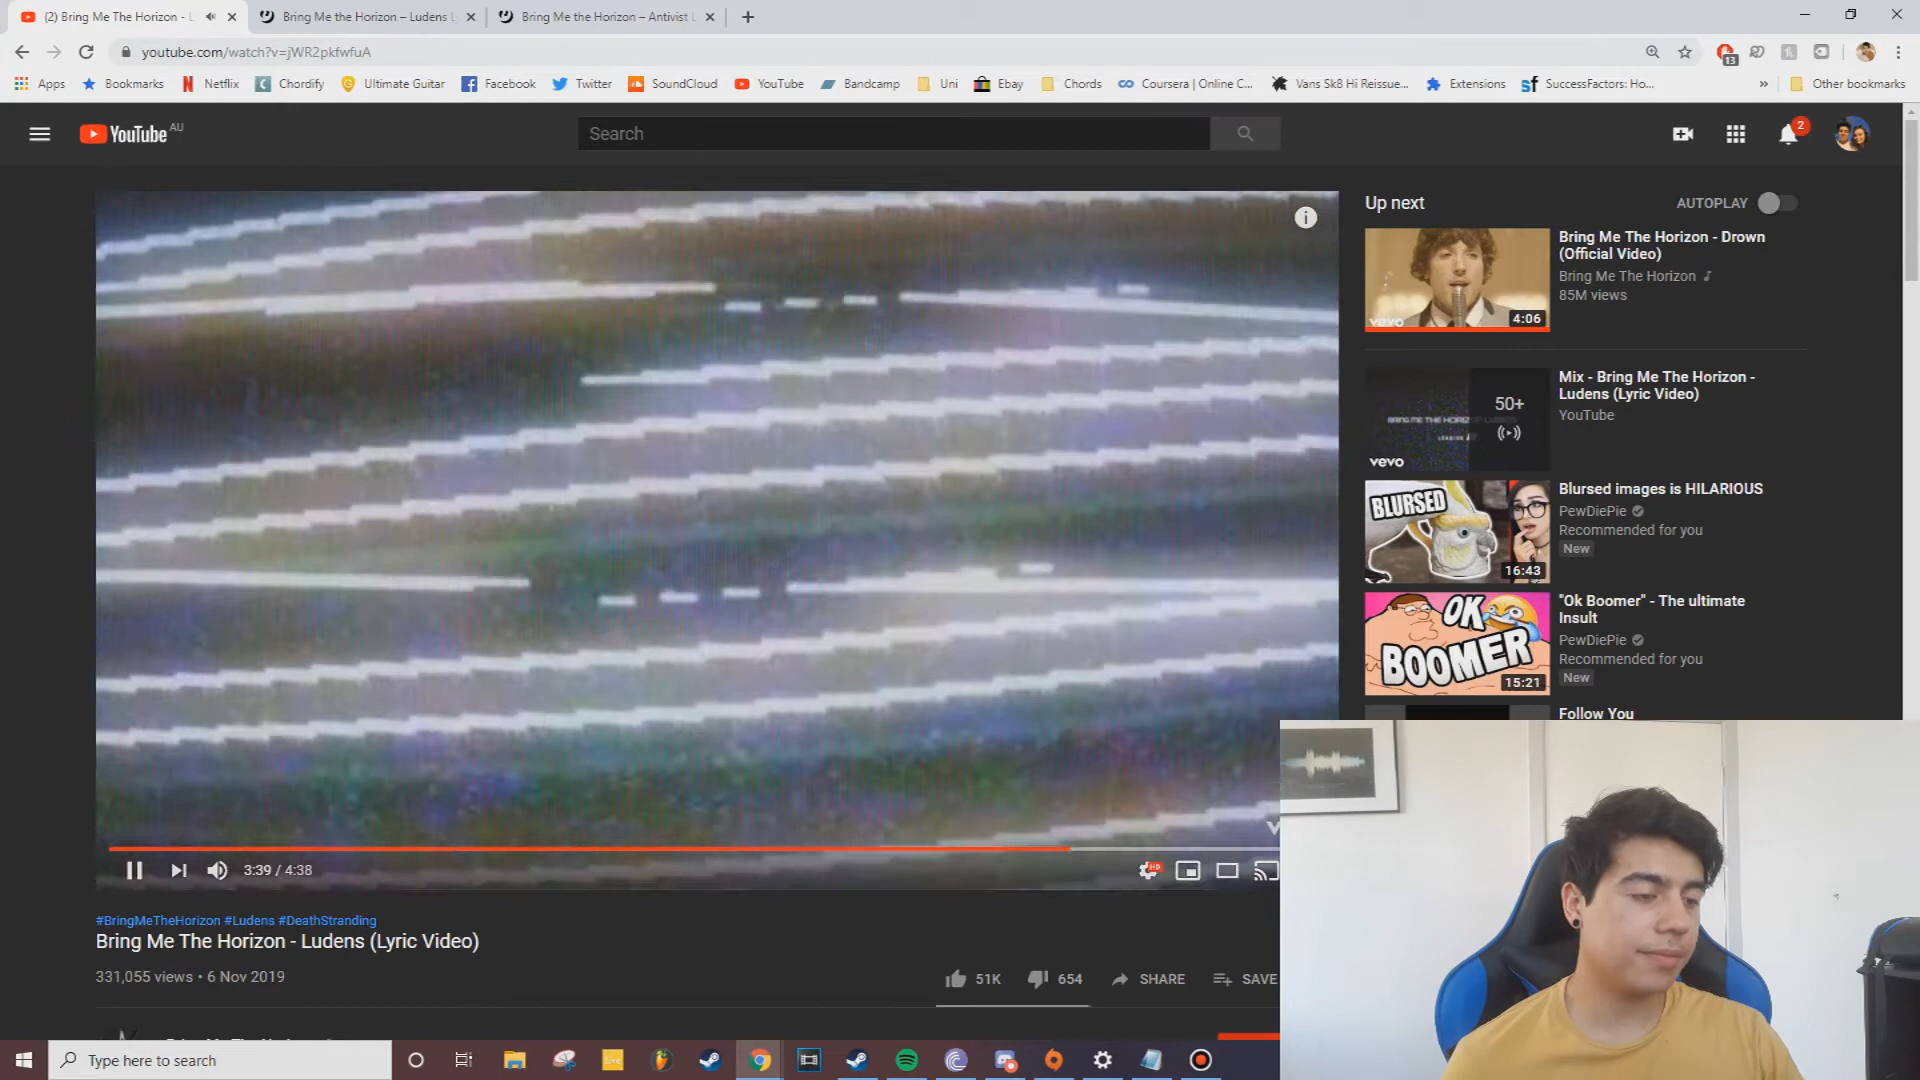 (2) Bring Me The Horizon - L
Bring Me the Horizon – Ludens L
Bring Me the Horizon – Antivist L
youtube.com/watch?v=jWR2pkfwfuA
13
Apps
Bookmarks
Netflix
Chordify
Ultimate Guitar
Facebook
Twitter
SoundCloud
YouTube
Bandcamp
Uni
Ebay
Chords
Coursera | Online C...
Vans Sk8 Hi Reissue...
Extensions
SuccessFactors: Ho...
»
Other bookmarks
YouTube AU
Search
2
Up next
AUTOPLAY
Bring Me The Horizon - Drown
(Official Video)
Bring Me The Horizon
85M views
vevo
4:06
Mix - Bring Me The Horizon -
Ludens (Lyric Video)
YouTube
50+
vevo
Blursed images is HILARIOUS
PewDiePie
Recommended for you
New
BLURSED
16:43
"Ok Boomer" - The ultimate
Insult
PewDiePie
Recommended for you
New
OK
BOOMER
15:21
Follow You
3:39 / 4:38
HD
#BringMeTheHorizon #Ludens #DeathStranding
Bring Me The Horizon - Ludens (Lyric Video)
331,055 views • 6 Nov 2019
51K
654
SHARE
SAVE
Type here to search